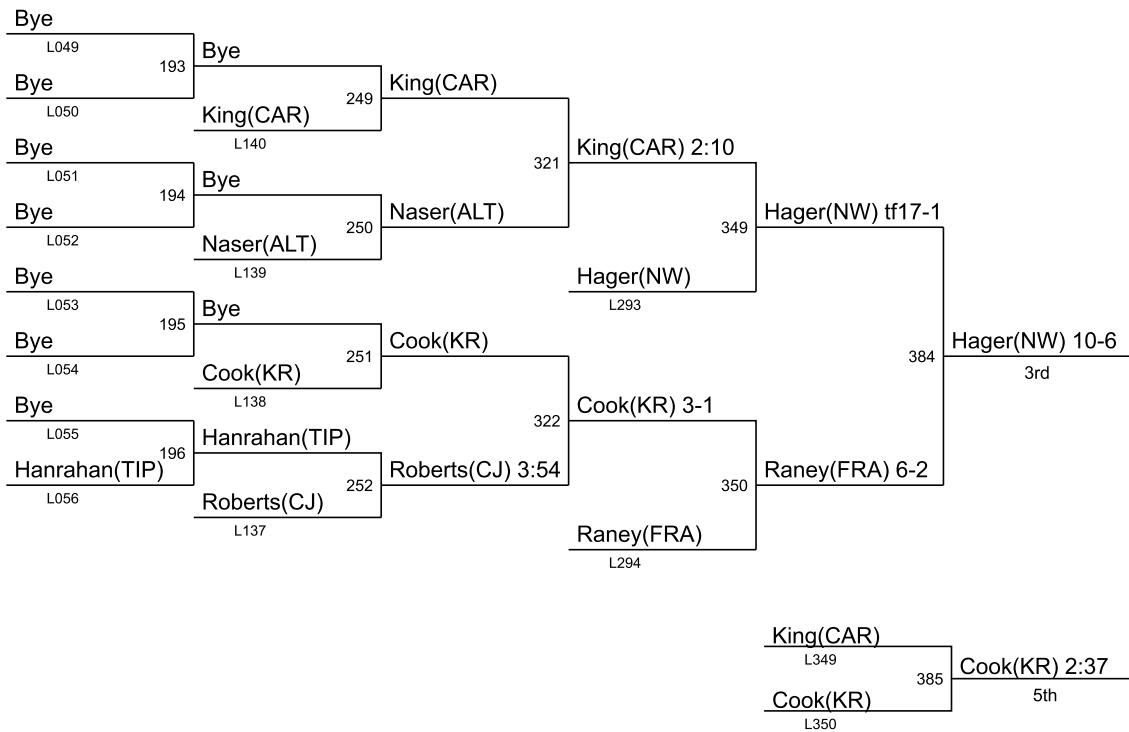 Bye
L049
193
Bye
Bye
L050
249
King(CAR)
King(CAR)
L140
Bye
L051
194
Bye
Bye
L052
250
Naser(ALT)
Naser(ALT)
L139
321
King(CAR) 2:10
349
Hager(NW) tf17-1
Hager(NW)
L293
Bye
L053
195
Bye
Bye
L054
251
Cook(KR)
Cook(KR)
L138
Bye
L055
196
Hanrahan(TIP)
Hanrahan(TIP)
L056
252
Roberts(CJ) 3:54
Roberts(CJ)
L137
322
Cook(KR) 3-1
350
Raney(FRA) 6-2
Raney(FRA)
L294
384
Hager(NW) 10-6
3rd
King(CAR)
L349
385
Cook(KR) 2:37
5th
Cook(KR)
L350